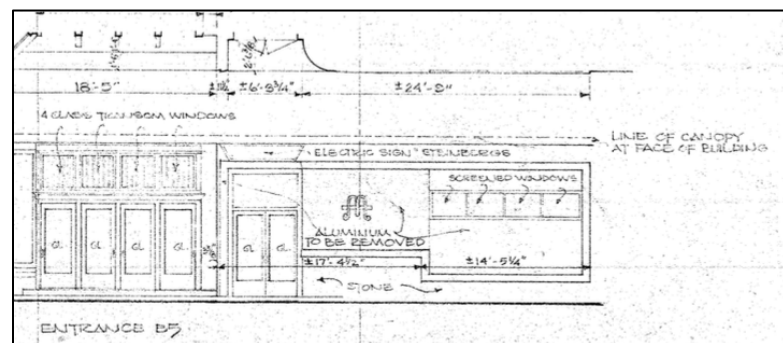 18'-5"
±6'-8¾"
±24'-9"
4 GLASS TRANSOM WINDOWS
LINE OF CANOPY
AT FACE OF BUILDING
"ELECTRIC SIGN" STEINBERGS
SCREENED WINDOWS
GL GL GL GL GL GL
ALUMINIUM
TO BE REMOVED
±17'-4½"
±14'-5¼"
STONE
ENTRANCE B5